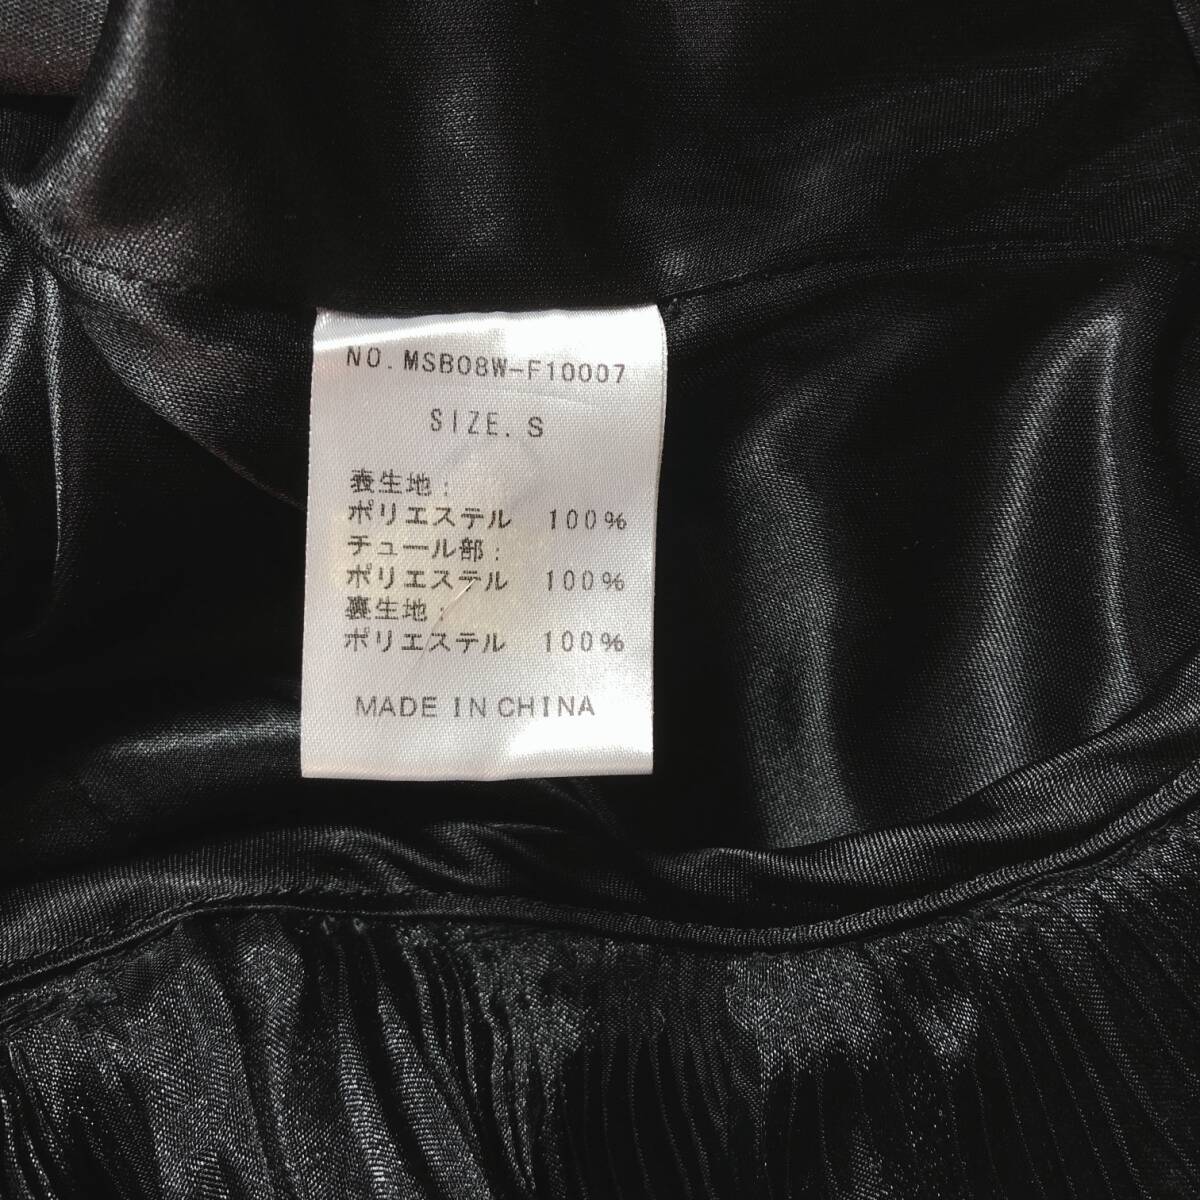 NO. MSB08W-F10007
SIZE. S
表生地：
ポリエステル 100%
チュール部：
ポリエステル 100%
裏生地：
ポリエステル 100%
MADE IN CHINA